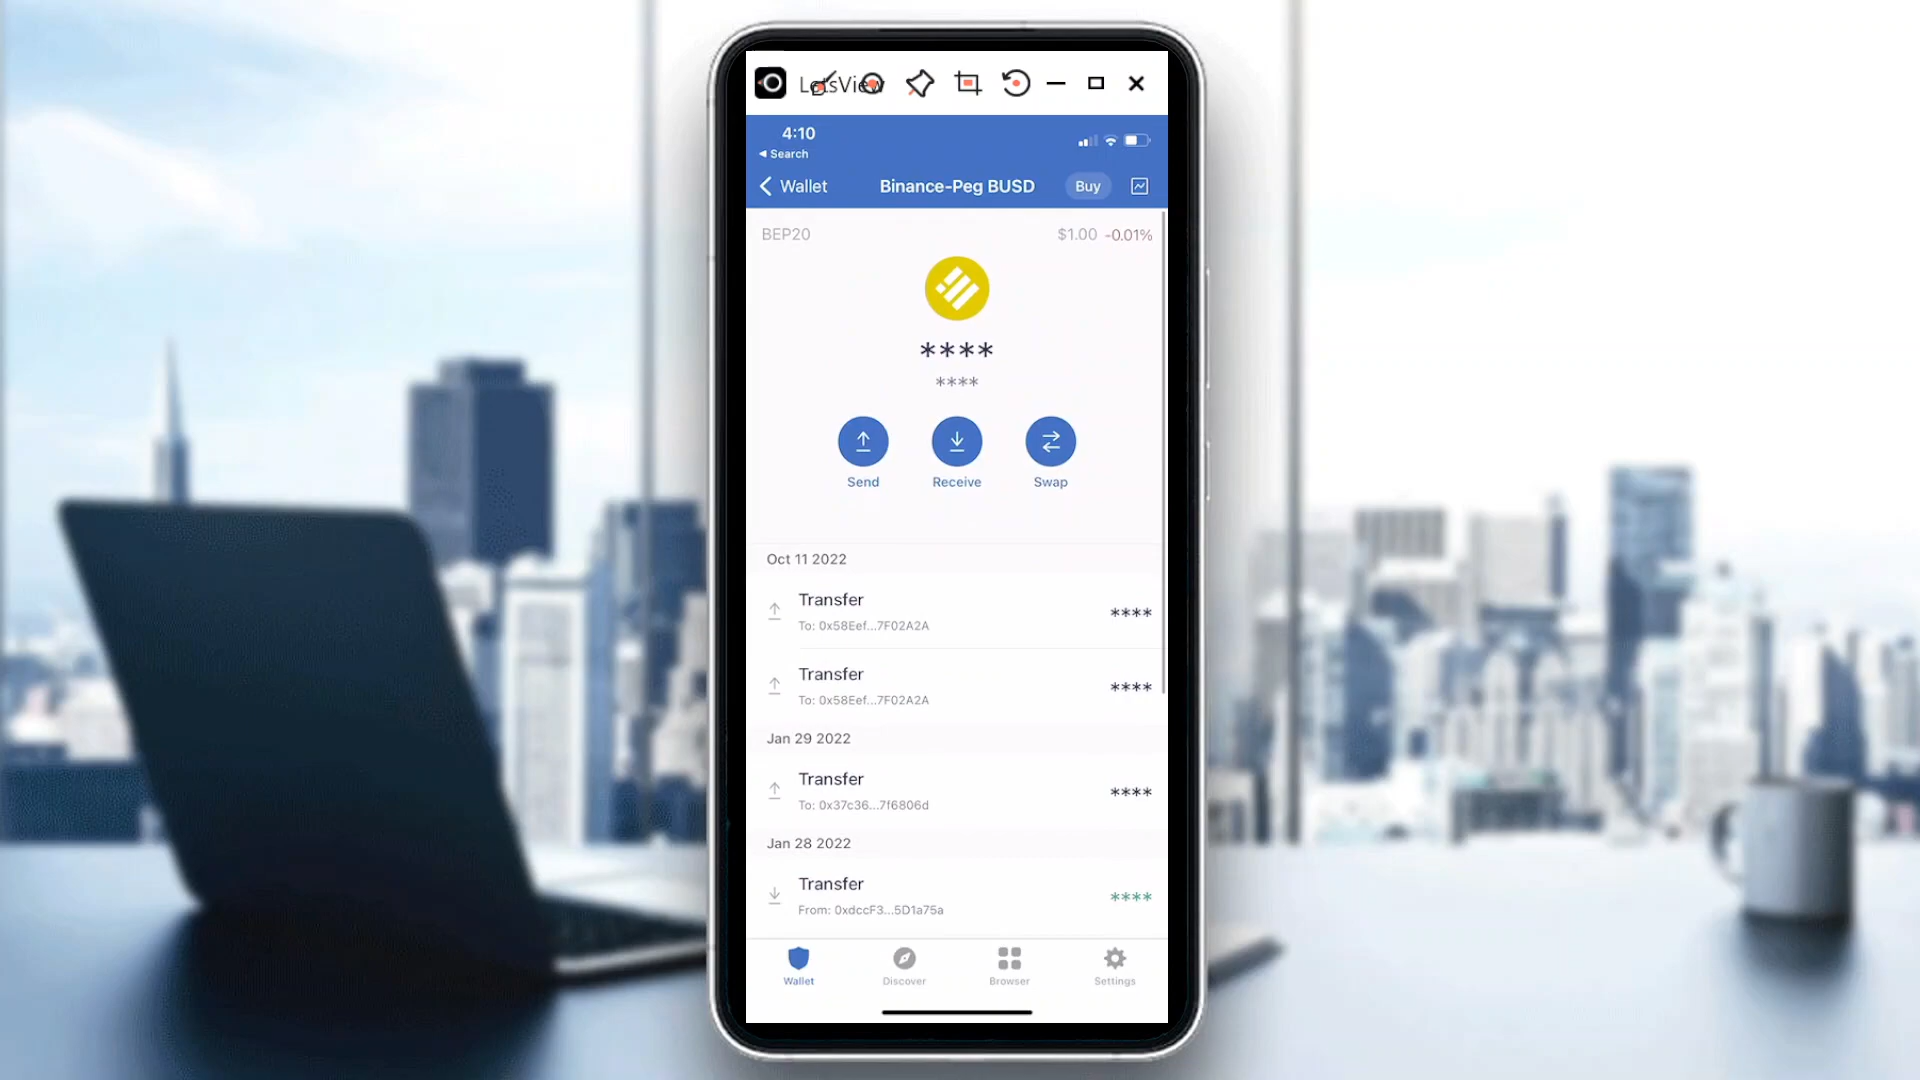 LetsView
4:10
Search
Wallet Binance-Peg BUSD Buy
BEP20 $1.00 -0.01%
****
****
Send Receive Swap
Oct 11 2022
Transfer
****
To: 0x58Eef...7F02A2A
Transfer
****
To: 0x58Eef...7F02A2A
Jan 29 2022
Transfer
****
To: 0x37c36...7f6806d
Jan 28 2022
Transfer
****
From: 0xdccF3...5D1a75a
Wallet Discover Browser Settings